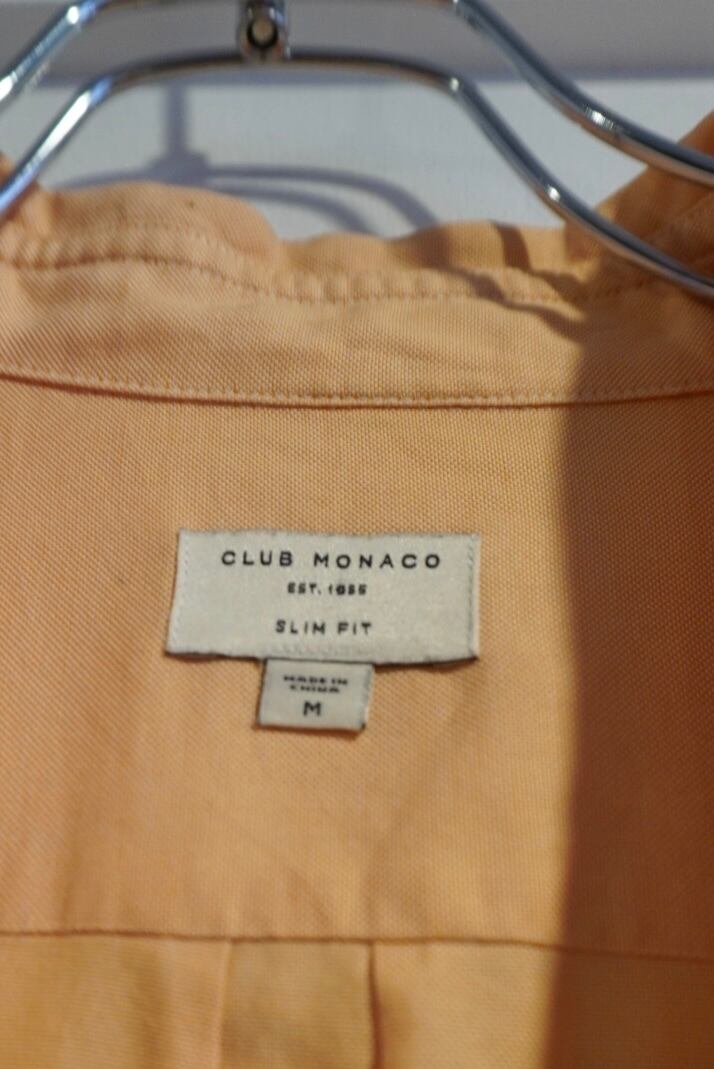 CLUB MONACO
EST. 1985
SLIM FIT
MADE IN
CHINA
M